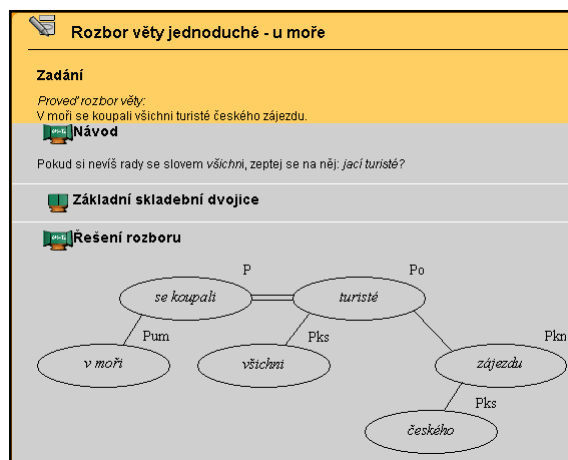 Rozbor věty jednoduché - u moře
Zadání
Proveď rozbor věty:
V moři se koupali všichni turisté českého zájezdu.
Návod
Pokud si nevíš rady se slovem všichni, zeptej se na něj: jací turisté?
Základní skladební dvojice
Řešení rozboru
P Po
se koupali turisté
Pum Pks Pkn
v moři všichni zájezdu
Pks
českého